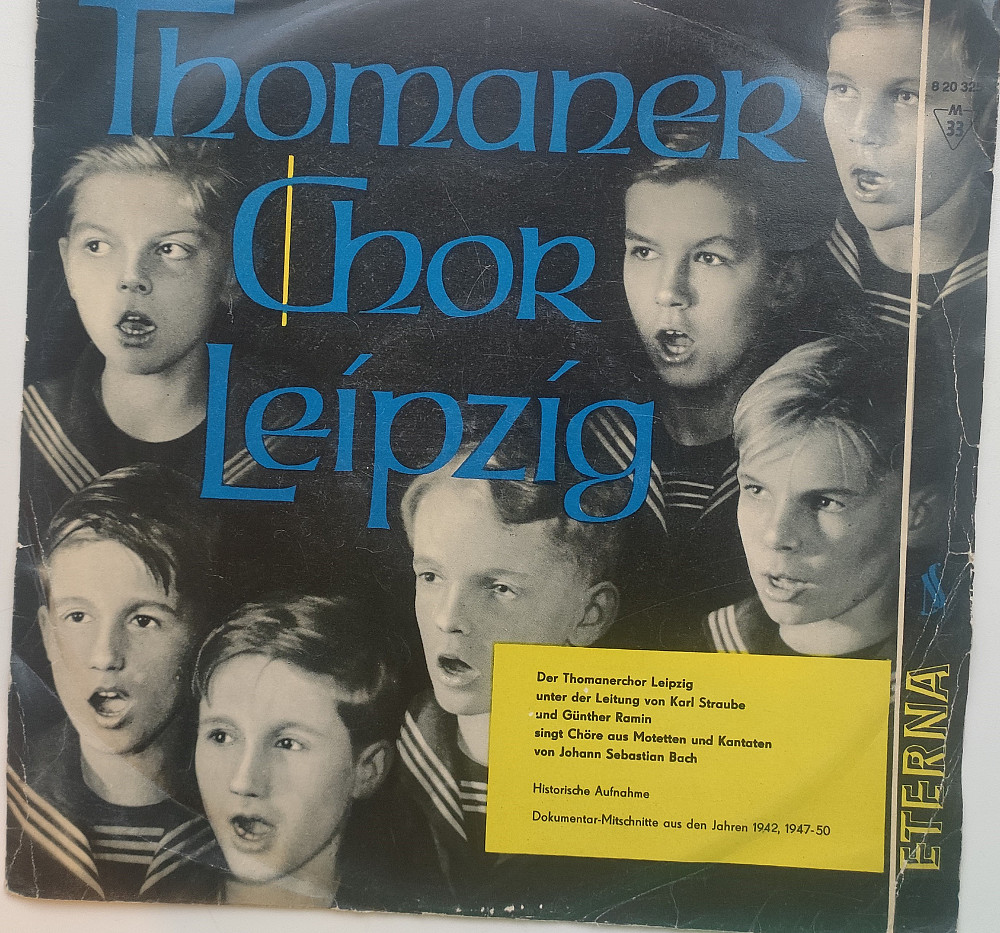 Thomaner
Chor
Leipzig
8 20 32
M
33
Der Thomanerchor Leipzig
unter der Leitung von Karl Straube
und Günther Ramin
singt Chöre aus Motetten und Kantaten
von Johann Sebastian Bach
Historische Aufnahme
Dokumentar-Mitschnitte aus den Jahren 1942, 1947-50
ETERNA